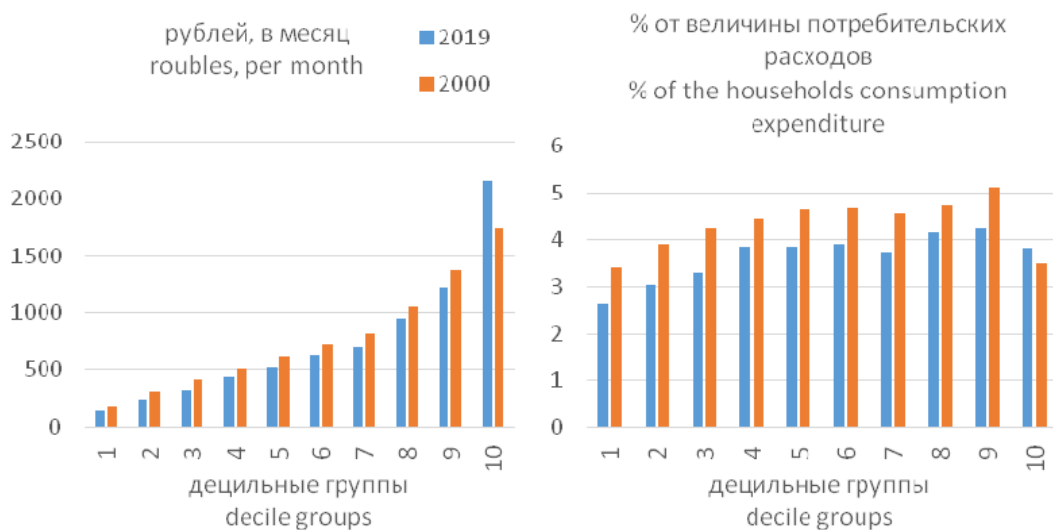 рублей, в месяц
roubles, per month
2019
2000
2500
2000
1500
1000
500
0
1 2 3 4 5 6 7 8 9 10
децильные группы
decile groups
% от величины потребительских
расходов
% of the households consumption
expenditure
6
5
4
3
2
1
0
1 2 3 4 5 6 7 8 9 10
децильные группы
decile groups